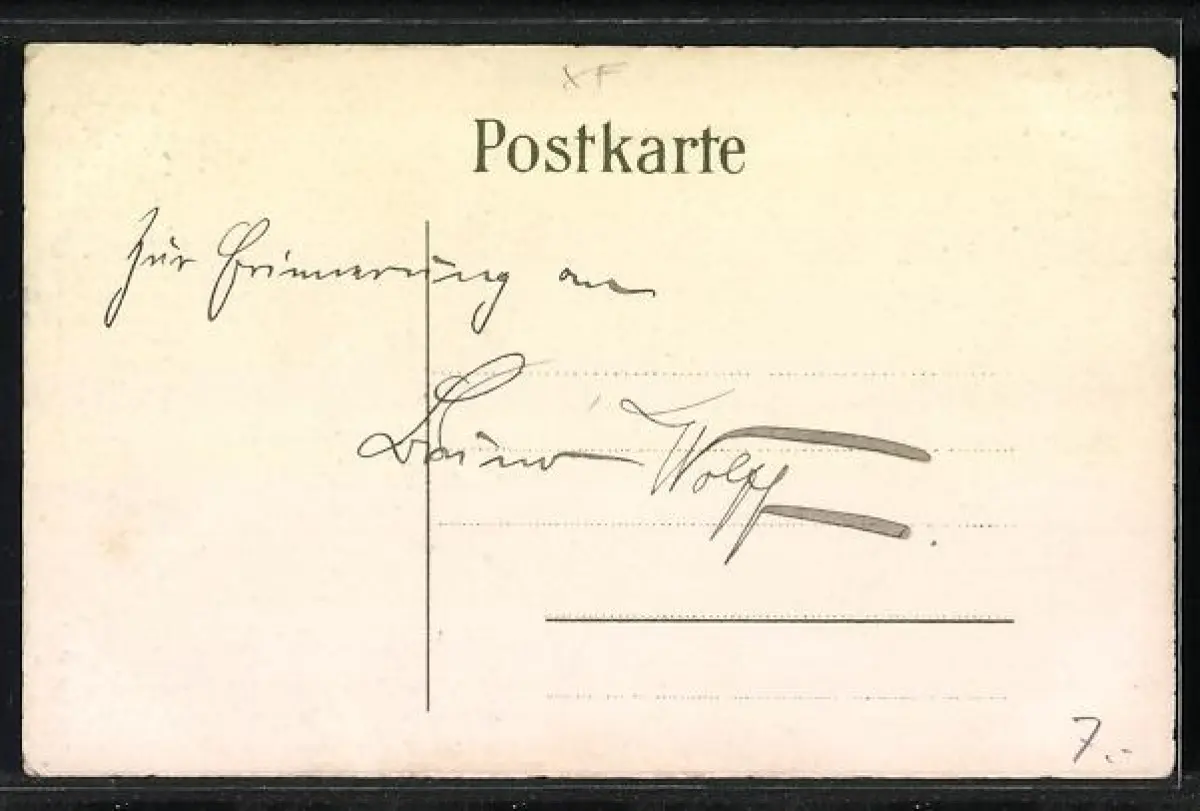 XF
Postkarte
Zur Erinnerung an
Wolff.
7.-